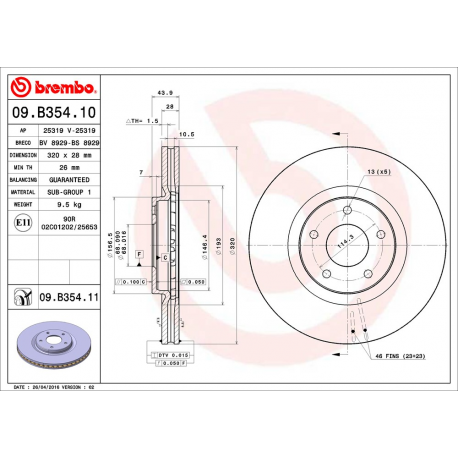 brembo
09.B354.10
AP 25319 V-25319
BRECO BV 8929-BS 8929
DIMENSION 320 x 28 mm
MIN TH 26 mm
BALANCING GUARANTEED
MATERIAL SUB-GROUP 1
WEIGHT 9.5 kg
E11 90R
02C01202/25653
09.B354.11
DATE : 26/04/2016 VERSION : 02
43.9
28
△TH= 1.5
10.5
7
13 (x5)
114.3
Ø 156.5
Ø 68.090
Ø 68.016
F
C
Ø 146.4
Ø 193
Ø 320
0.100 C
0.050
DTV 0.015
0.050 F
46 FINS (23+23)